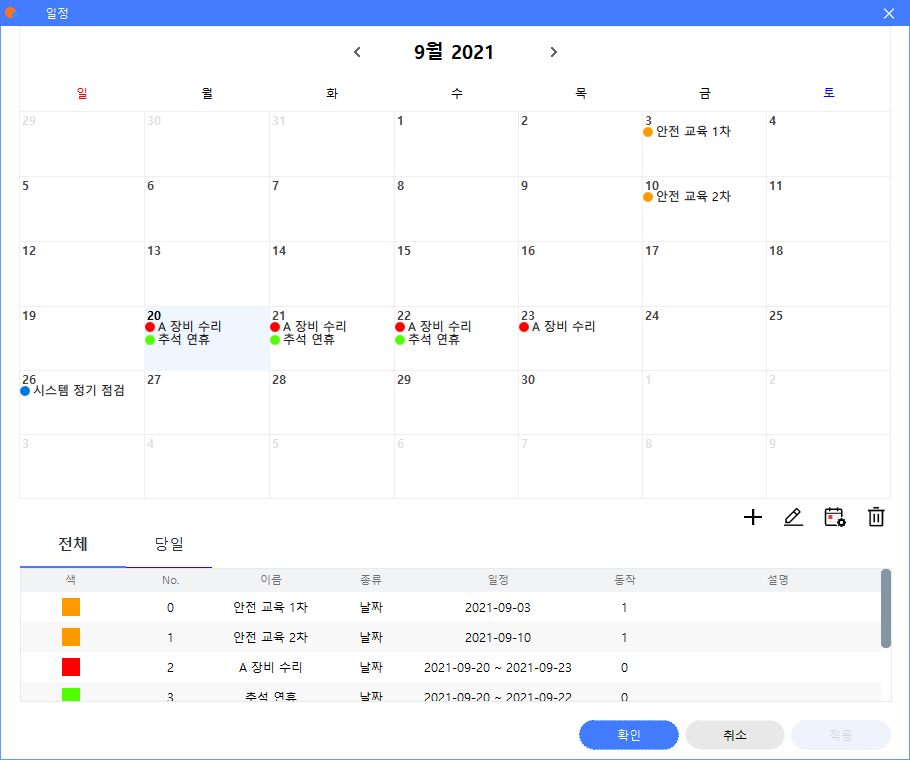 일정
9월 2021
일 월 화 수 목 금 토
29 30 31 1 2 3 4
안전 교육 1차
5 6 7 8 9 10 11
안전 교육 2차
12 13 14 15 16 17 18
19 20 21 22 23 24 25
A 장비 수리 A 장비 수리 A 장비 수리 A 장비 수리
추석 연휴 추석 연휴 추석 연휴
26 27 28 29 30 1 2
시스템 정기 점검
3 4 5 6 7 8 9
전체 당일
색 No. 이름 종류 일정 동작 설명
0 안전 교육 1차 날짜 2021-09-03 1
1 안전 교육 2차 날짜 2021-09-10 1
2 A 장비 수리 날짜 2021-09-20 ~ 2021-09-23 0
3 추석 연휴 날짜 2021-09-20 ~ 2021-09-22 0
확인 취소 적용